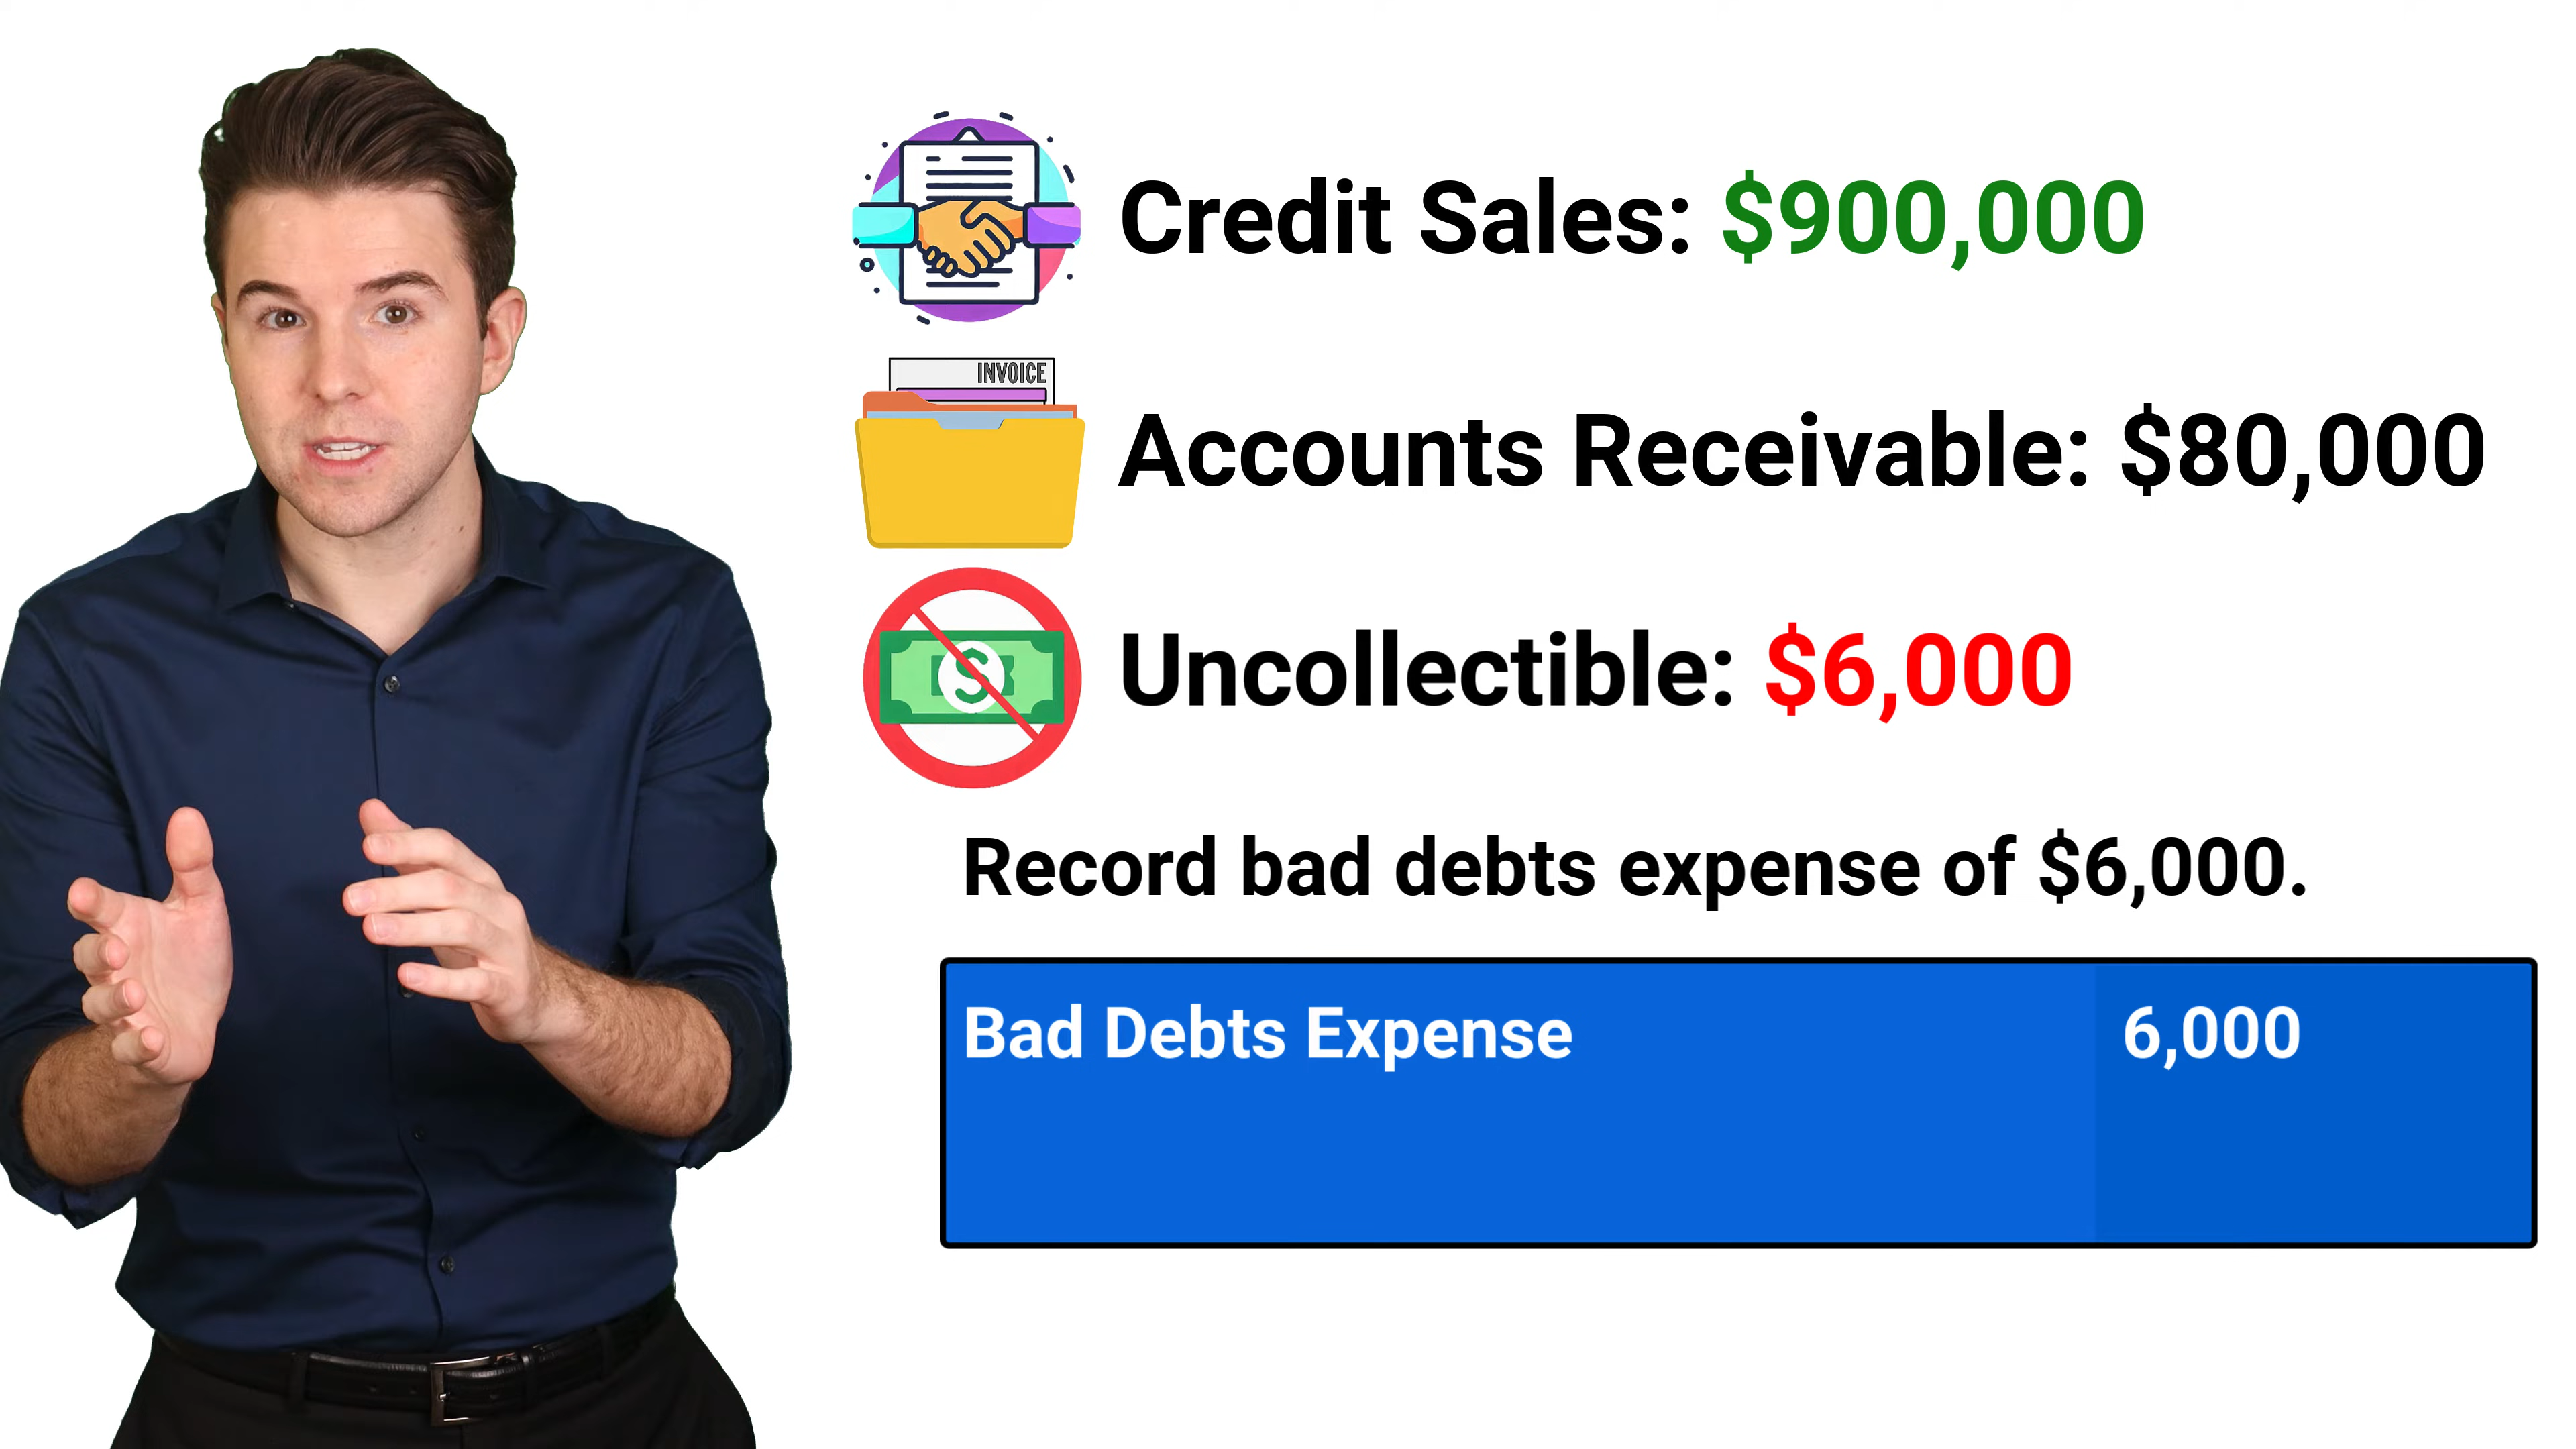 Credit Sales: $900,000
INVOICE
Accounts Receivable: $80,000
Uncollectible: $6,000
Record bad debts expense of $6,000.
Bad Debts Expense 6,000